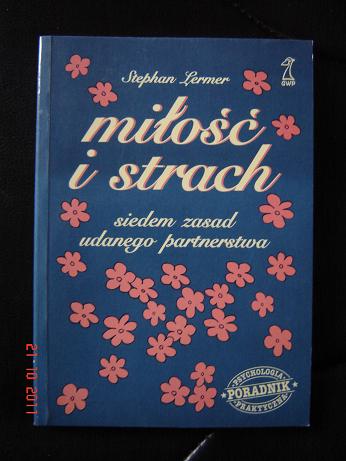 Stephan Lermer
GWP
miłość
i strach
siedem zasad
udanego partnerstwa
PSYCHOLOGIA
PORADNIK
PRAKTYCZNA
21·10·2011